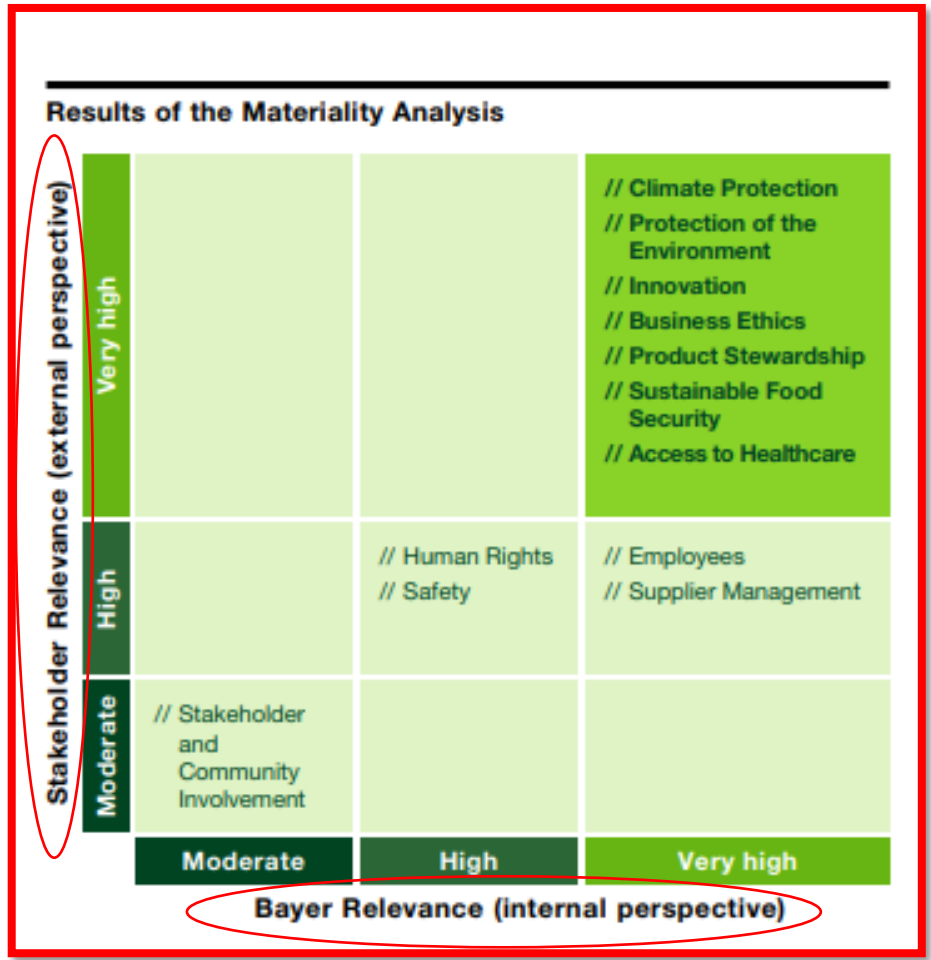 Results of the Materiality Analysis
Stakeholder Relevance (external perspective)
Very high
// Climate Protection
// Protection of the
Environment
// Innovation
// Business Ethics
// Product Stewardship
// Sustainable Food
Security
// Access to Healthcare
High
// Human Rights
// Safety
// Employees
// Supplier Management
Moderate
// Stakeholder
and
Community
Involvement
Moderate
High
Very high
Bayer Relevance (internal perspective)